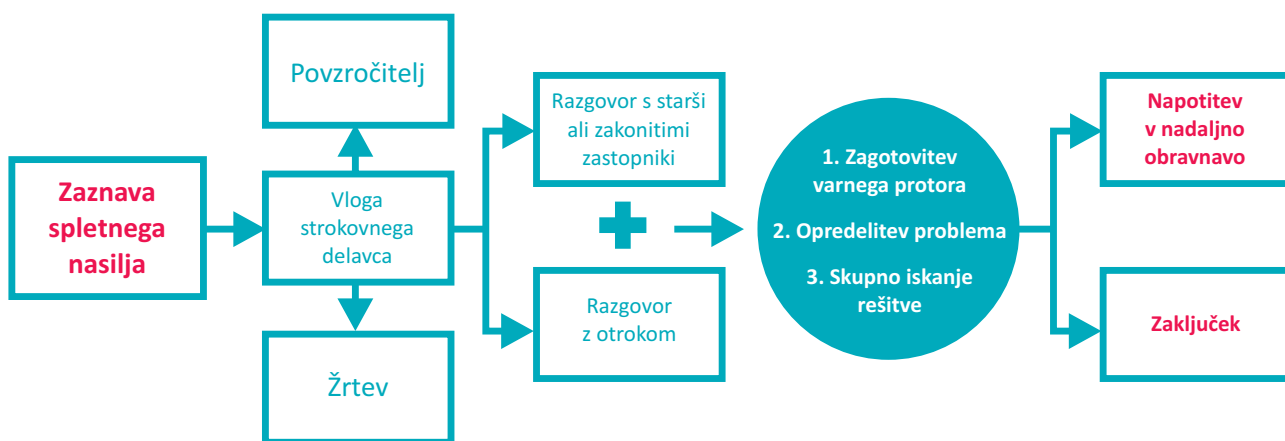 Zaznava
spletnega
nasilja
Povzročitelj
Vloga
strokovnega
delavca
Žrtev
Razgovor s starši
ali zakonitimi
zastopniki
Razgovor
z otrokom
1. Zagotovitev
varnega protora
2. Opredelitev problema
3. Skupno iskanje
rešitve
Napotitev
v nadaljno
obravnavo
Zaključek